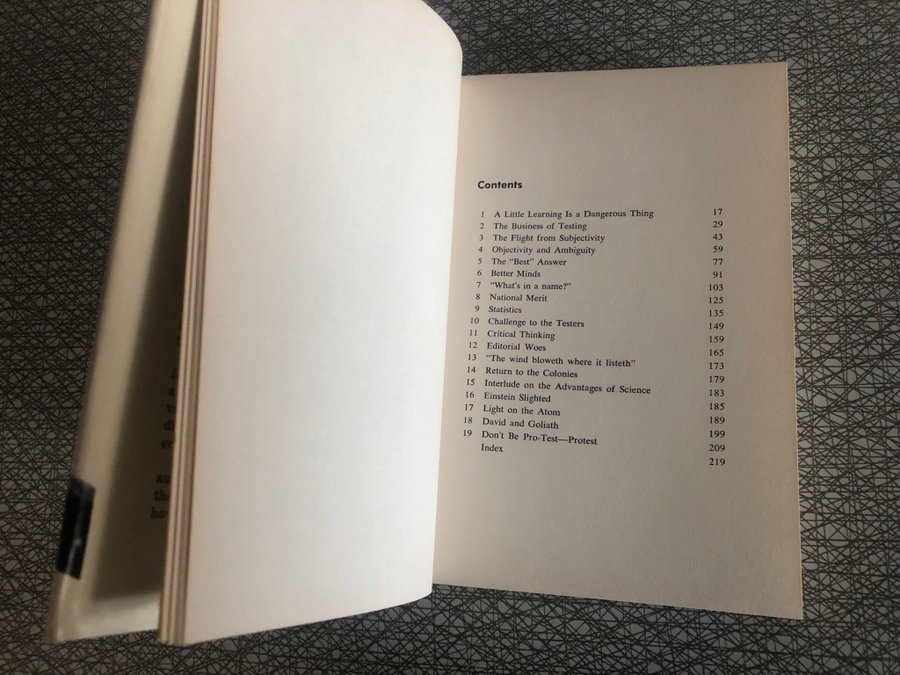 Contents
1 A Little Learning Is a Dangerous Thing 17
2 The Business of Testing 29
3 The Flight from Subjectivity 43
4 Objectivity and Ambiguity 59
5 The "Best" Answer 77
6 Better Minds 91
7 "What's in a name?" 103
8 National Merit 125
9 Statistics 135
10 Challenge to the Testers 149
11 Critical Thinking 159
12 Editorial Woes 165
13 "The wind bloweth where it listeth" 173
14 Return to the Colonies 179
15 Interlude on the Advantages of Science 183
16 Einstein Slighted 185
17 Light on the Atom 189
18 David and Goliath 199
19 Don't Be Pro-Test—Protest 209
Index 219